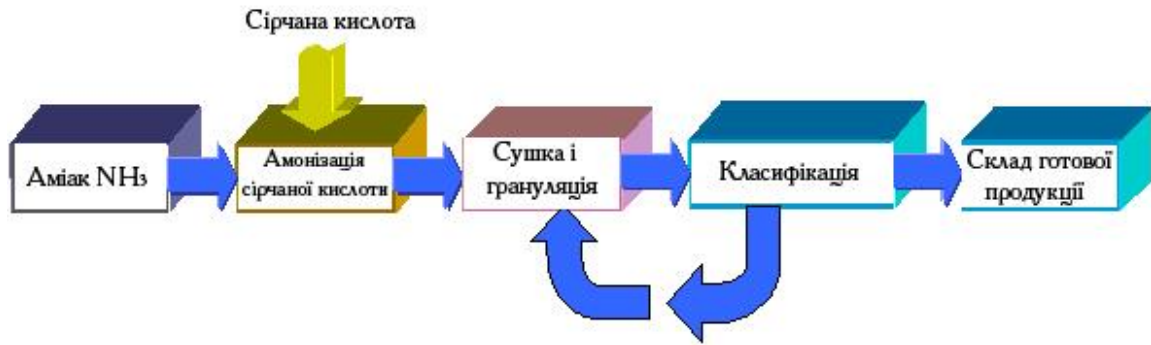 Сірчана кислота
Аміак NH₃
Амонізація
сірчаної кислоти
Сушка і
грануляція
Класифікація
Склад готової
продукції